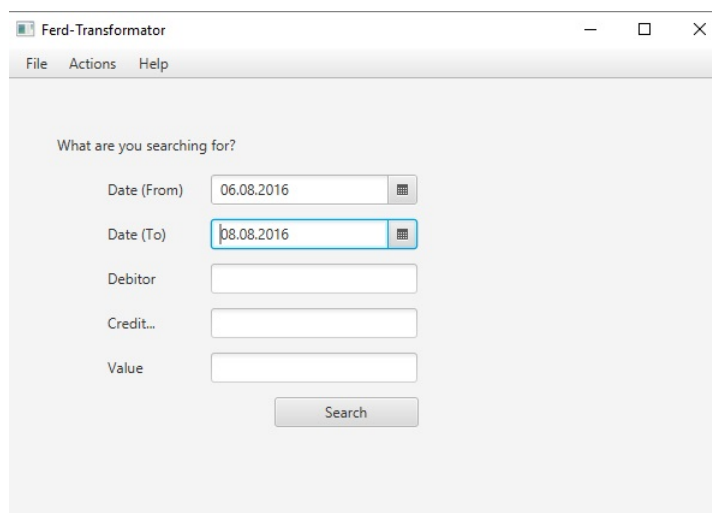 Ferd-Transformator
File Actions Help
What are you searching for?
Date (From) 06.08.2016
Date (To) 08.08.2016
Debitor
Credit...
Value
Search